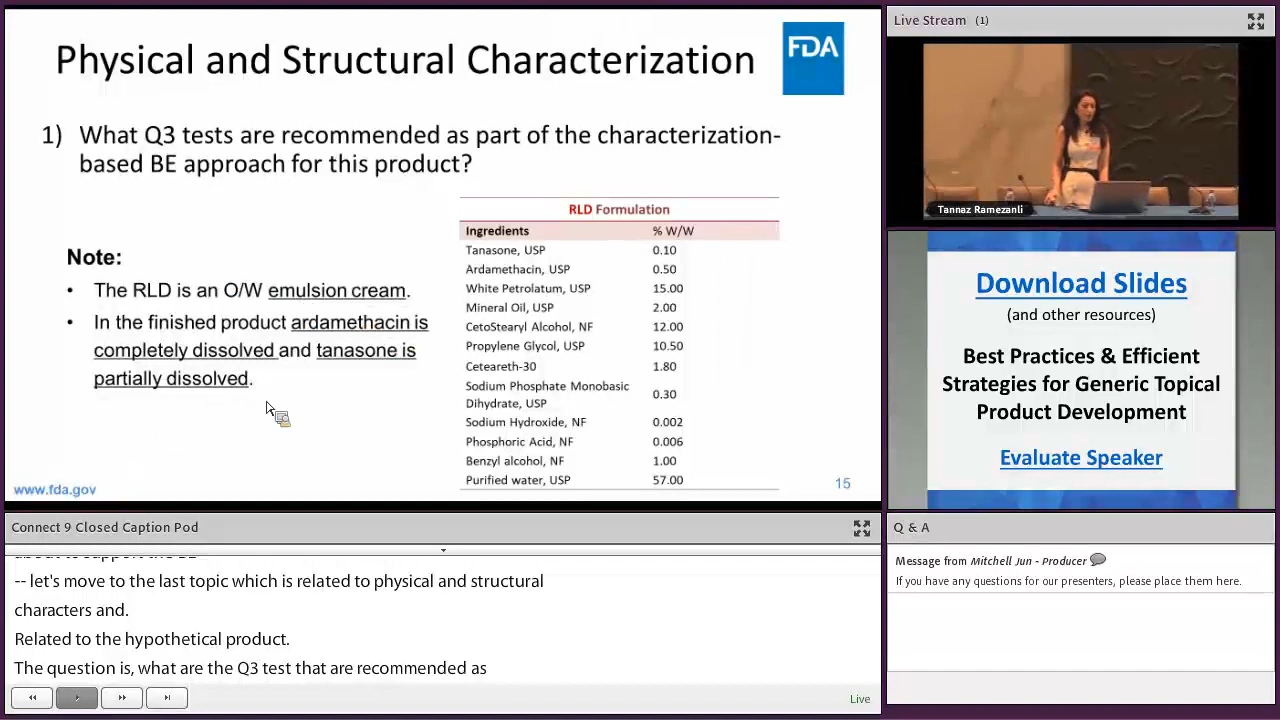 Physical and Structural Characterization
FDA
1) What Q3 tests are recommended as part of the characterization-
based BE approach for this product?
Note:
• The RLD is an O/W emulsion cream.
• In the finished product ardamethacin is
completely dissolved and tanasone is
partially dissolved.
RLD Formulation
Ingredients % W/W
Tanasone, USP 0.10
Ardamethacin, USP 0.50
White Petrolatum, USP 15.00
Mineral Oil, USP 2.00
CetoStearyl Alcohol, NF 12.00
Propylene Glycol, USP 10.50
Ceteareth-30 1.80
Sodium Phosphate Monobasic
Dihydrate, USP 0.30
Sodium Hydroxide, NF 0.002
Phosphoric Acid, NF 0.006
Benzyl alcohol, NF 1.00
Purified water, USP 57.00
www.fda.gov
15
Live Stream (1)
Tannaz Ramezanli
Download Slides
(and other resources)
Best Practices & Efficient
Strategies for Generic Topical
Product Development
Evaluate Speaker
Connect 9 Closed Caption Pod
about to support the BE
-- let's move to the last topic which is related to physical and structural
characters and.
Related to the hypothetical product.
The question is, what are the Q3 test that are recommended as
Live
Q & A
Message from Mitchell Jun - Producer
If you have any questions for our presenters, please place them here.